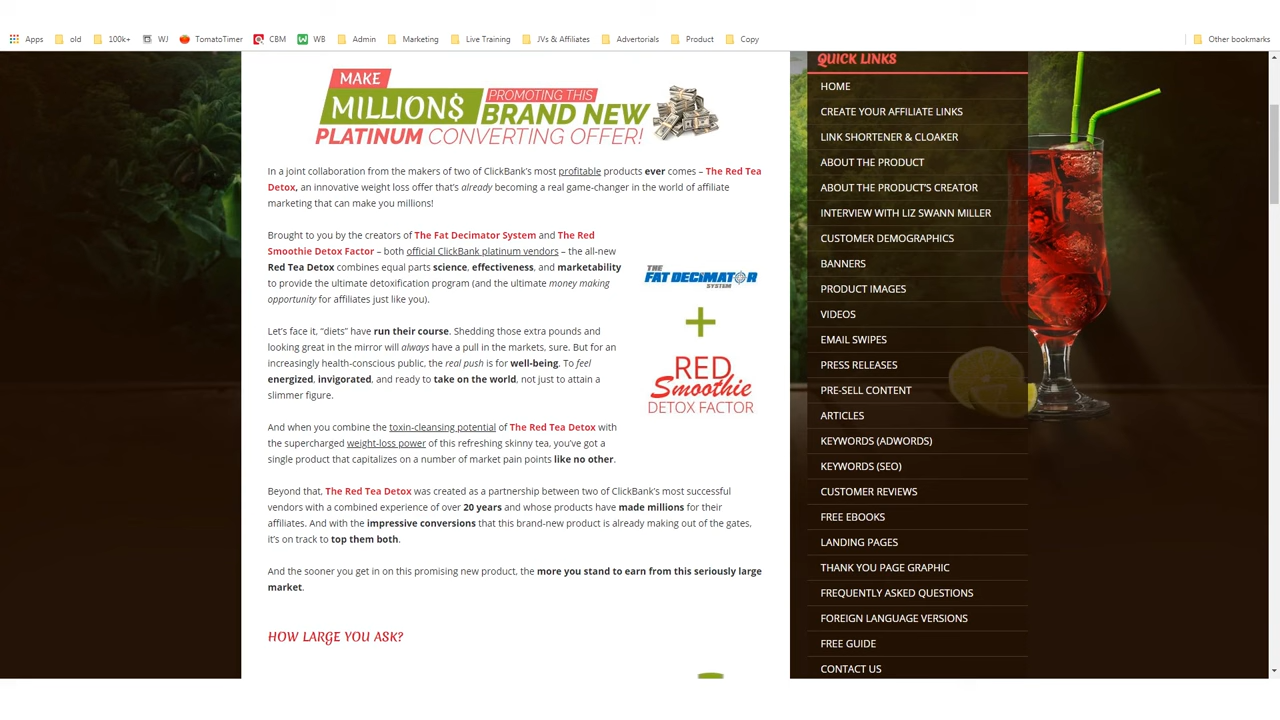 Apps old 100k+ WJ TomatoTimer CBM WB Admin Marketing Live Training JVs & Affiliates Advertorials Product Copy Other bookmarks
MAKE
MILLION$ PROMOTING THIS
BRAND NEW
PLATINUM CONVERTING OFFER!
In a joint collaboration from the makers of two of ClickBank's most profitable products ever comes – The Red Tea
Detox, an innovative weight loss offer that's already becoming a real game-changer in the world of affiliate
marketing that can make you millions!
Brought to you by the creators of The Fat Decimator System and The Red
Smoothie Detox Factor – both official ClickBank platinum vendors – the all-new
Red Tea Detox combines equal parts science, effectiveness, and marketability
to provide the ultimate detoxification program (and the ultimate money making
opportunity for affiliates just like you).
THE
FAT DECIMATOR
SYSTEM
+
RED
Smoothie
DETOX FACTOR
Let's face it, “diets” have run their course. Shedding those extra pounds and
looking great in the mirror will always have a pull in the markets, sure. But for an
increasingly health-conscious public, the real push is for well-being. To feel
energized, invigorated, and ready to take on the world, not just to attain a
slimmer figure.
And when you combine the toxin-cleansing potential of The Red Tea Detox with
the supercharged weight-loss power of this refreshing skinny tea, you've got a
single product that capitalizes on a number of market pain points like no other.
Beyond that, The Red Tea Detox was created as a partnership between two of ClickBank's most successful
vendors with a combined experience of over 20 years and whose products have made millions for their
affiliates. And with the impressive conversions that this brand-new product is already making out of the gates,
it's on track to top them both.
And the sooner you get in on this promising new product, the more you stand to earn from this seriously large
market.
HOW LARGE YOU ASK?
QUICK LINKS
HOME
CREATE YOUR AFFILIATE LINKS
LINK SHORTENER & CLOAKER
ABOUT THE PRODUCT
ABOUT THE PRODUCT'S CREATOR
INTERVIEW WITH LIZ SWANN MILLER
CUSTOMER DEMOGRAPHICS
BANNERS
PRODUCT IMAGES
VIDEOS
EMAIL SWIPES
PRESS RELEASES
PRE-SELL CONTENT
ARTICLES
KEYWORDS (ADWORDS)
KEYWORDS (SEO)
CUSTOMER REVIEWS
FREE EBOOKS
LANDING PAGES
THANK YOU PAGE GRAPHIC
FREQUENTLY ASKED QUESTIONS
FOREIGN LANGUAGE VERSIONS
FREE GUIDE
CONTACT US